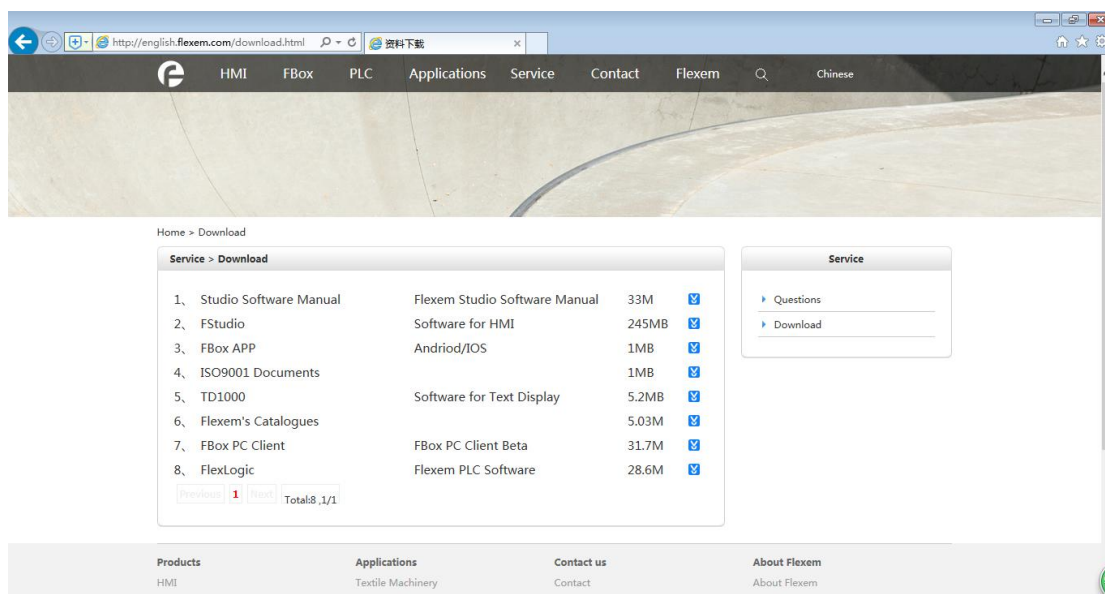 http://english.flexem.com/download.html
资料下载
HMI FBox PLC Applications Service Contact Flexem Chinese
Home > Download
Service > Download
1、 Studio Software Manual Flexem Studio Software Manual 33M
2、 FStudio Software for HMI 245MB
3、 FBox APP Andriod/IOS 1MB
4、 ISO9001 Documents 1MB
5、 TD1000 Software for Text Display 5.2MB
6、 Flexem's Catalogues 5.03M
7、 FBox PC Client FBox PC Client Beta 31.7M
8、 FlexLogic Flexem PLC Software 28.6M
Previous 1 Next Total:8 ,1/1
Service
Questions
Download
Products Applications Contact us About Flexem
HMI Textile Machinery Contact About Flexem